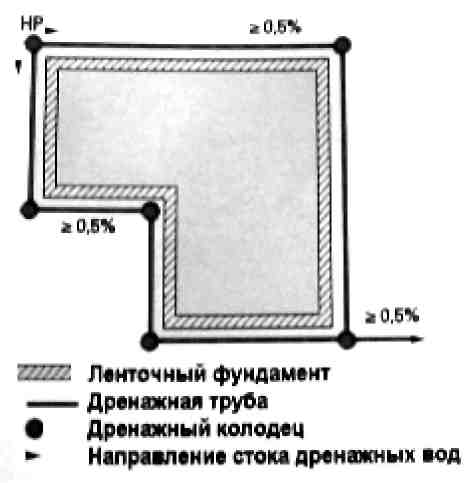 НР
≥ 0,5%
≥ 0,5%
≥ 0,5%
Ленточный фундамент
Дренажная труба
Дренажный колодец
Направление стока дренажных вод